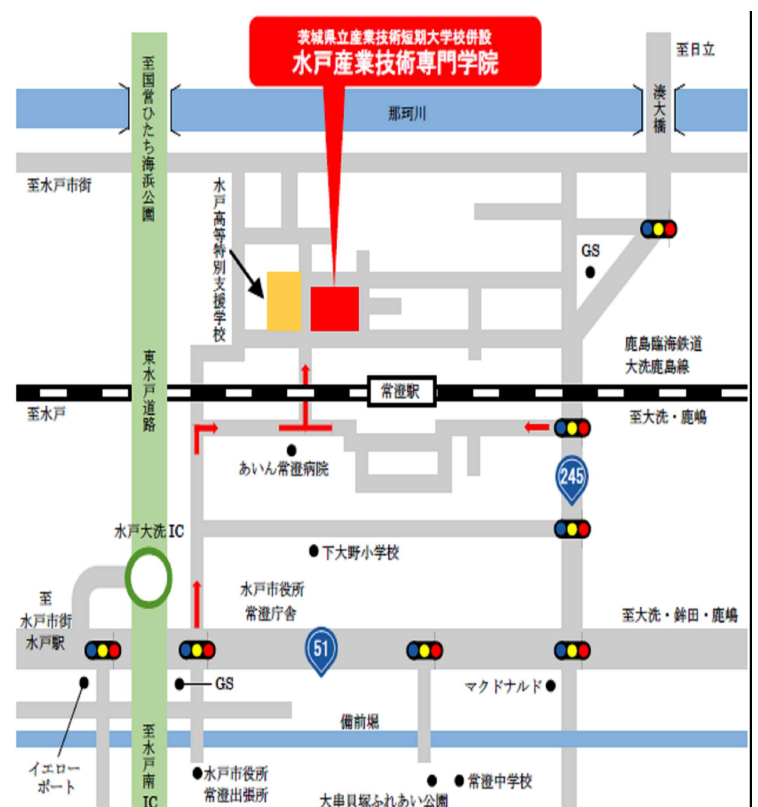 茨城県立産業技術短期大学校併設
水戸産業技術専門学院
至日立
至国営ひたち海浜公園
那珂川
湊大橋
至水戸市街
水戸高等特別支援学校
GS
鹿島臨海鉄道
大洗鹿島線
東水戸道路
常澄駅
至水戸
至大洗・鹿嶋
あいん常澄病院
245
水戸大洗IC
下大野小学校
至
水戸市街
水戸駅
水戸市役所
常澄庁舎
至大洗・鉾田・鹿嶋
51
GS
マクドナルド
備前堀
至水戸南IC
イエロー
ポート
水戸市役所
常澄出張所
常澄中学校
大串貝塚ふれあい公園